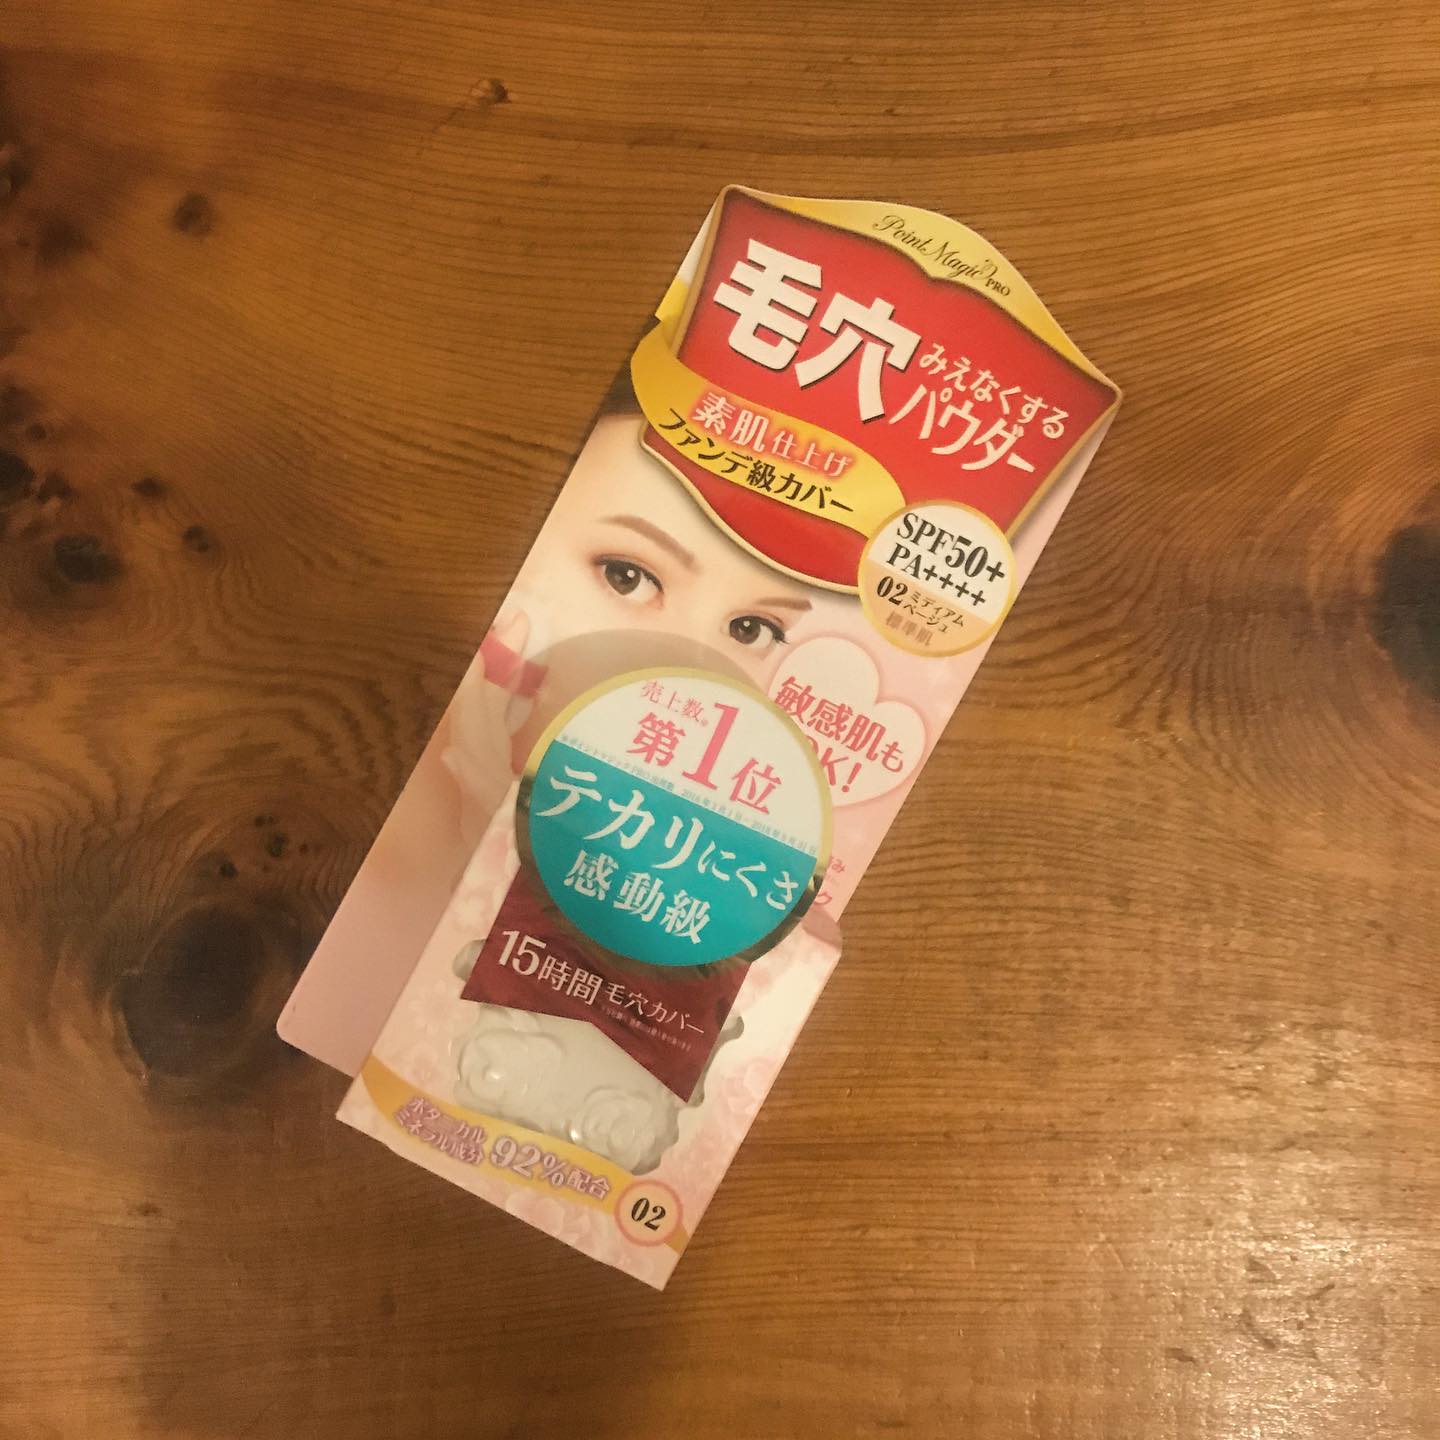 Point Magic PRO
毛穴みえなくする
パウダー
素肌仕上げ
ファンデ級カバー
SPF50+
PA++++
02 ミディアム
ベージュ
標準肌
敏感肌も
OK!
売上数※
第1位
テカリにくさ
感動級
15時間 毛穴カバー
ボタニカル
ミネラル成分 92%配合
02